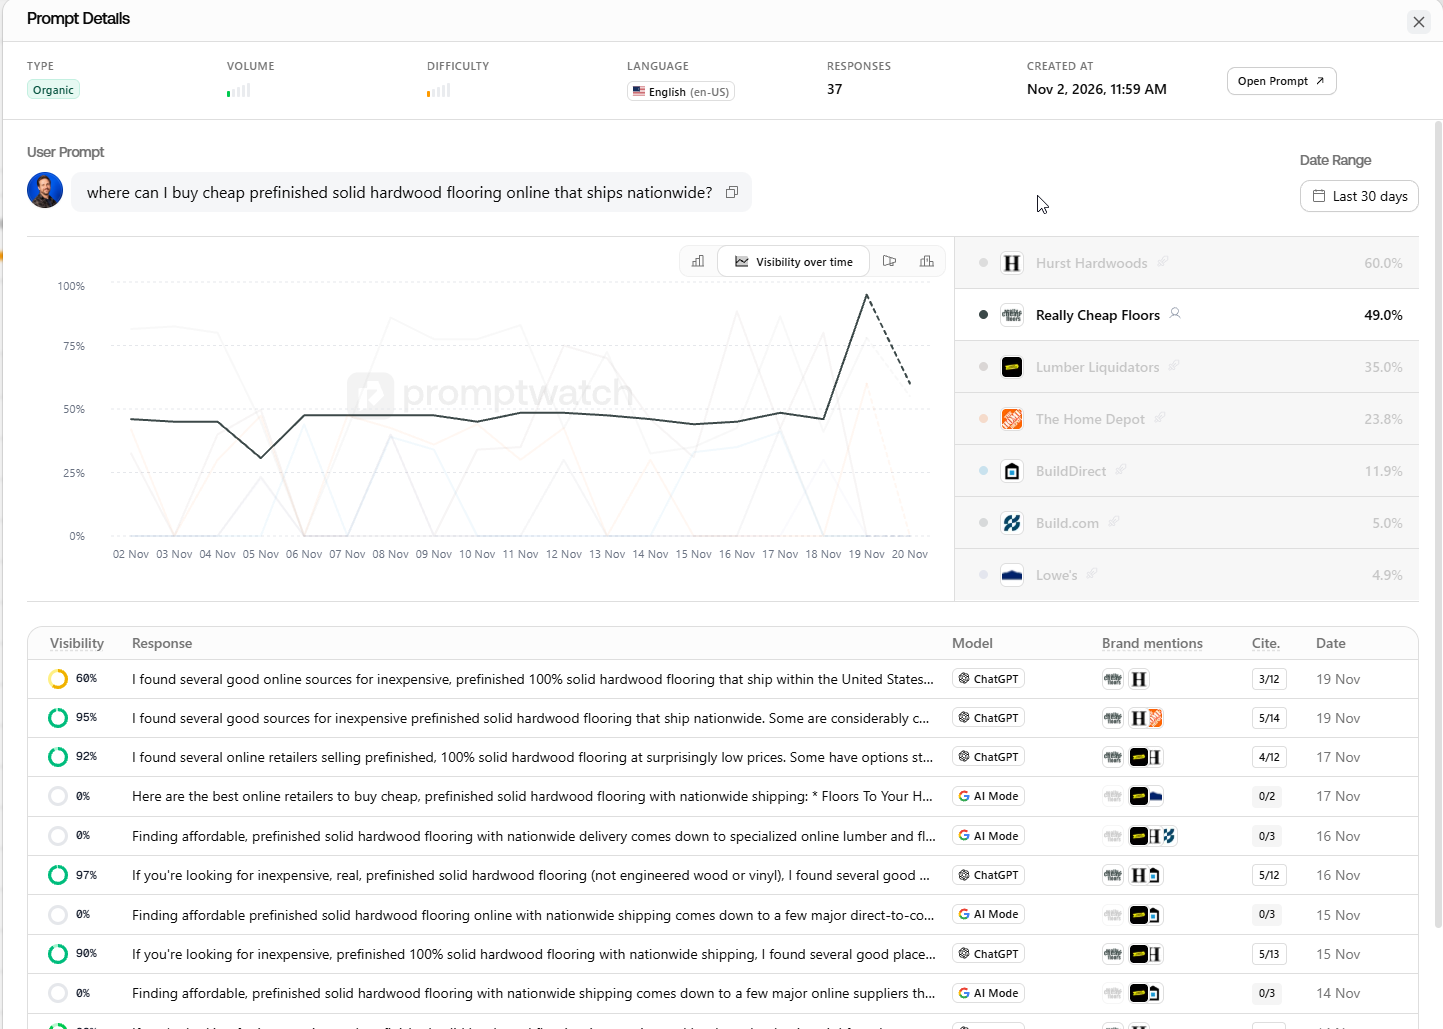 Prompt Details
TYPE
VOLUME
DIFFICULTY
LANGUAGE
RESPONSES
CREATED AT
Organic
English (en-US)
37
Nov 2, 2026, 11:59 AM
Open Prompt
User Prompt
Date Range
where can I buy cheap prefinished solid hardwood flooring online that ships nationwide?
Last 30 days
Visibility over time
100%
75%
50%
25%
0%
promptwatch
02 Nov 03 Nov 04 Nov 05 Nov 06 Nov 07 Nov 08 Nov 09 Nov 10 Nov 11 Nov 12 Nov 13 Nov 14 Nov 15 Nov 16 Nov 17 Nov 18 Nov 19 Nov 20 Nov
H Hurst Hardwoods 60.0%
Really Cheap Floors 49.0%
Lumber Liquidators 35.0%
The Home Depot 23.8%
BuildDirect 11.9%
Build.com 5.0%
Lowe's 4.9%
Visibility Response Model Brand mentions Cite. Date
60% I found several good online sources for inexpensive, prefinished 100% solid hardwood flooring that ship within the United States... ChatGPT H 3/12 19 Nov
95% I found several good sources for inexpensive prefinished solid hardwood flooring that ship nationwide. Some are considerably c... ChatGPT H 5/14 19 Nov
92% I found several online retailers selling prefinished, 100% solid hardwood flooring at surprisingly low prices. Some have options st... ChatGPT H 4/12 17 Nov
0% Here are the best online retailers to buy cheap, prefinished solid hardwood flooring with nationwide shipping: * Floors To Your H... AI Mode 0/2 17 Nov
0% Finding affordable, prefinished solid hardwood flooring with nationwide delivery comes down to specialized online lumber and fl... AI Mode H 0/3 16 Nov
97% If you're looking for inexpensive, real, prefinished solid hardwood flooring (not engineered wood or vinyl), I found several good ... ChatGPT H 5/12 16 Nov
0% Finding affordable prefinished solid hardwood flooring online with nationwide shipping comes down to a few major direct-to-co... AI Mode 0/3 15 Nov
90% If you're looking for inexpensive, prefinished 100% solid hardwood flooring with nationwide shipping, I found several good place... ChatGPT H 5/13 15 Nov
0% Finding affordable, prefinished solid hardwood flooring with nationwide shipping comes down to a few major online suppliers th... AI Mode 0/3 14 Nov